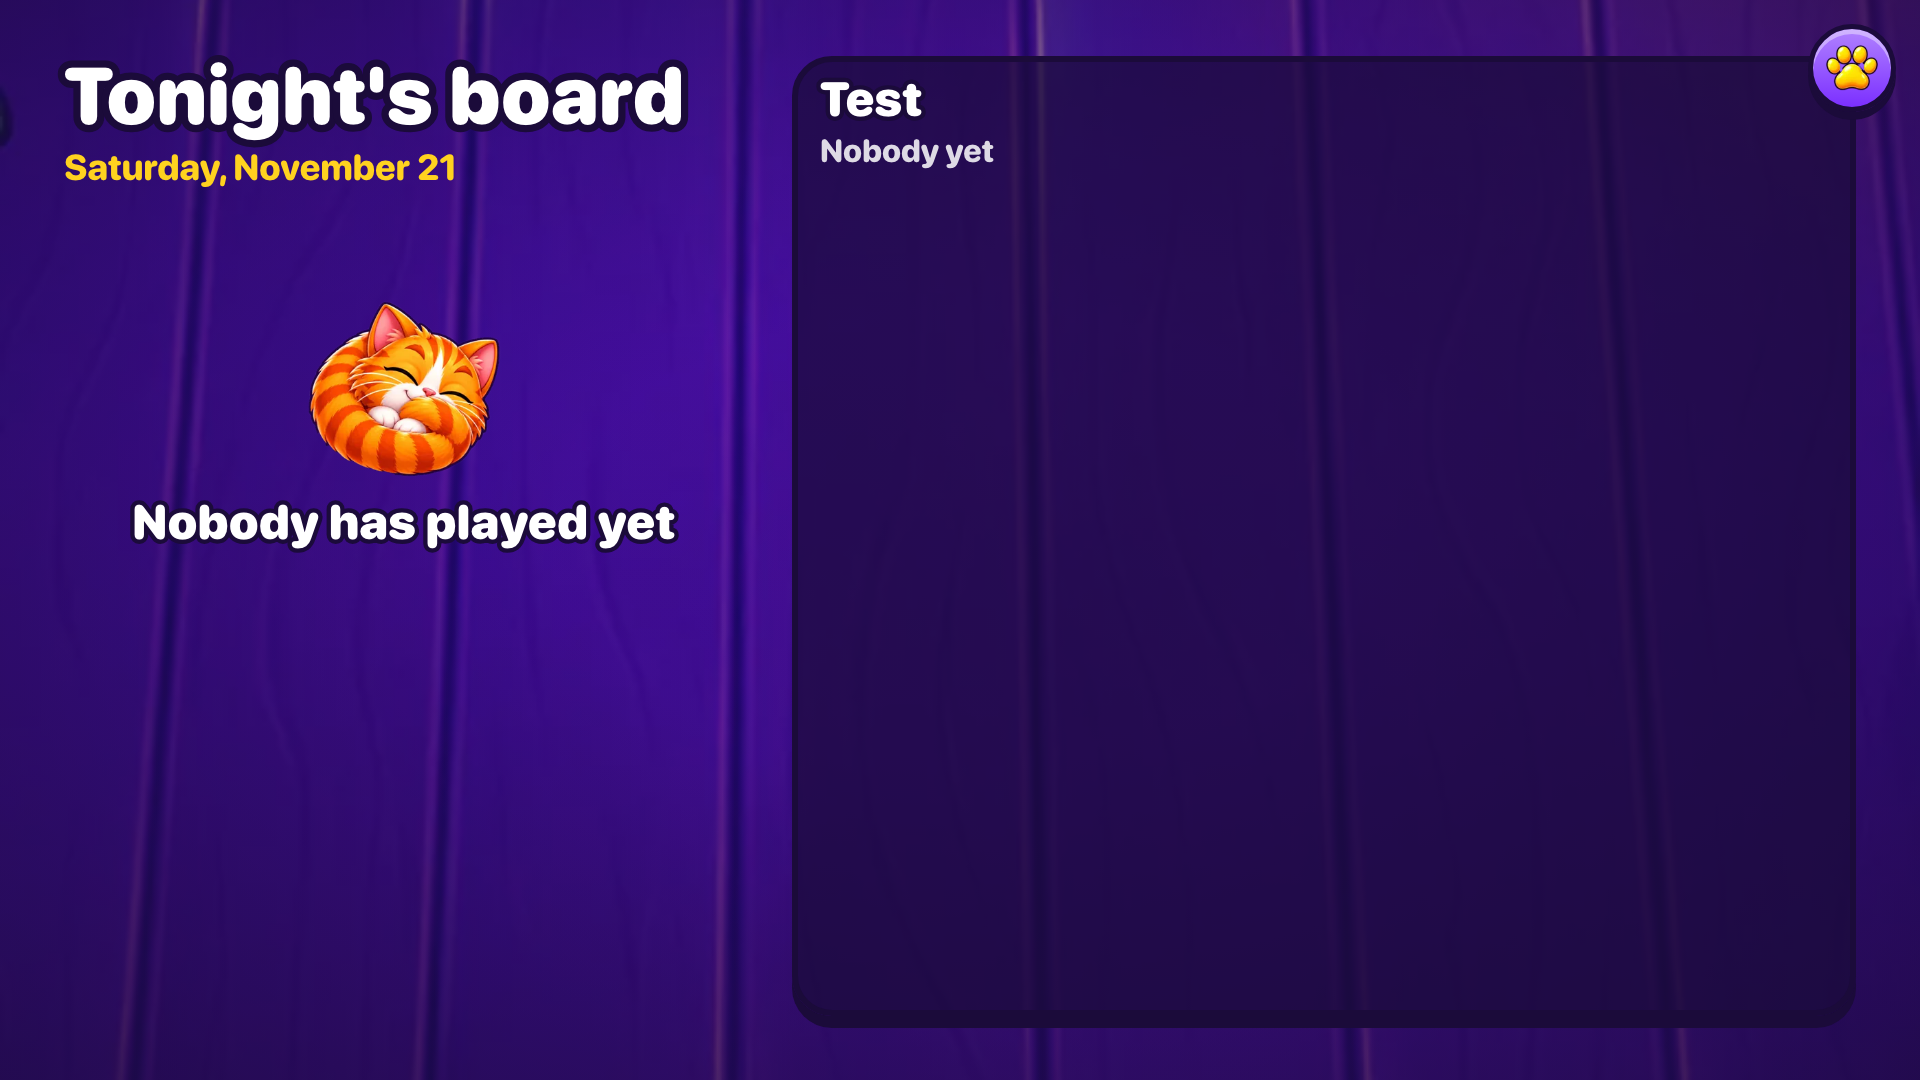 Tonight's board
Saturday, November 21
Nobody has played yet
Test
Nobody yet